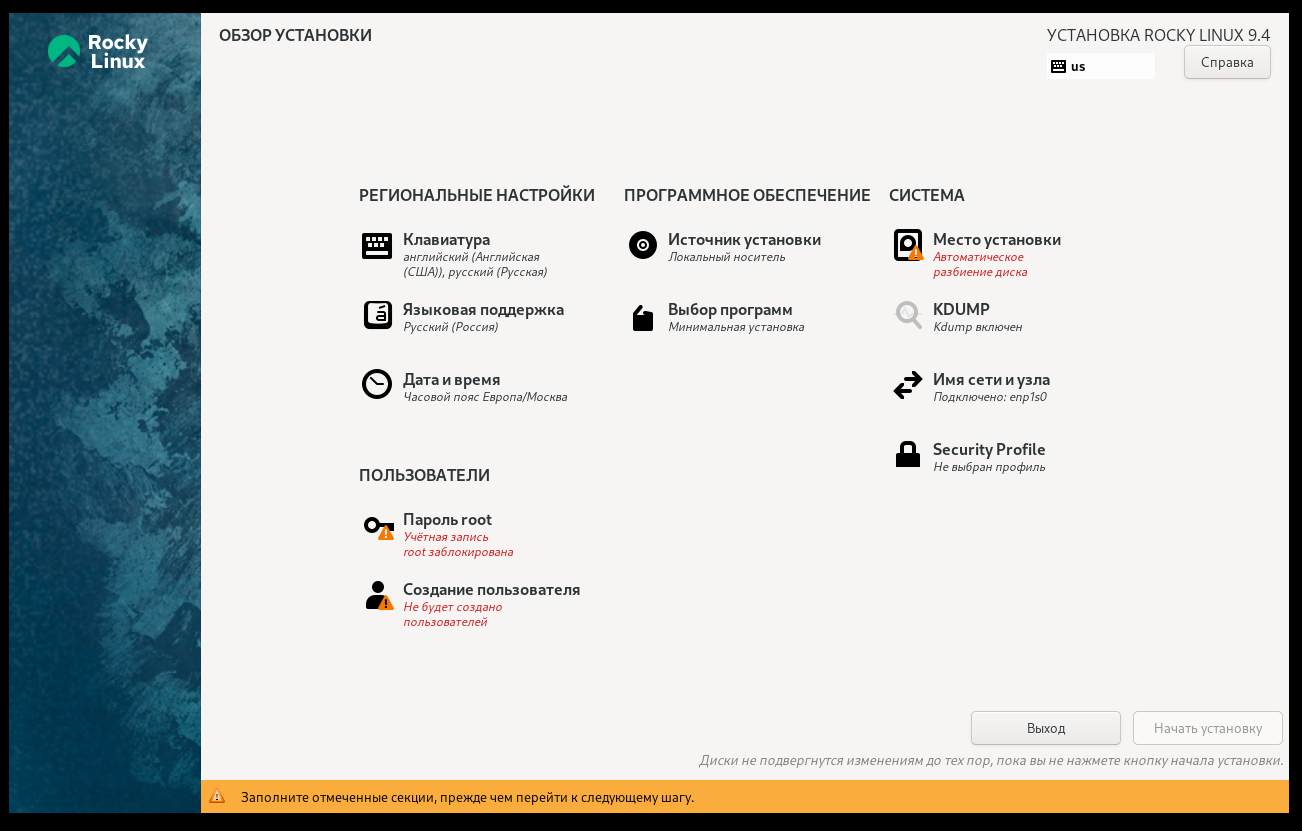 Rocky
Linux
ОБЗОР УСТАНОВКИ
УСТАНОВКА ROCKY LINUX 9.4
us
Справка
РЕГИОНАЛЬНЫЕ НАСТРОЙКИ
Клавиатура
английский (Английская
(США)), русский (Русская)
Языковая поддержка
Русский (Россия)
Дата и время
Часовой пояс Европа/Москва
ПРОГРАММНОЕ ОБЕСПЕЧЕНИЕ
Источник установки
Локальный носитель
Выбор программ
Минимальная установка
СИСТЕМА
Место установки
Автоматическое
разбиение диска
KDUMP
Kdump включен
Имя сети и узла
Подключено: enp1s0
Security Profile
Не выбран профиль
ПОЛЬЗОВАТЕЛИ
Пароль root
Учётная запись
root заблокирована
Создание пользователя
Не будет создано
пользователей
Выход
Начать установку
Диски не подвергнутся изменениям до тех пор, пока вы не нажмете кнопку начала установки.
Заполните отмеченные секции, прежде чем перейти к следующему шагу.